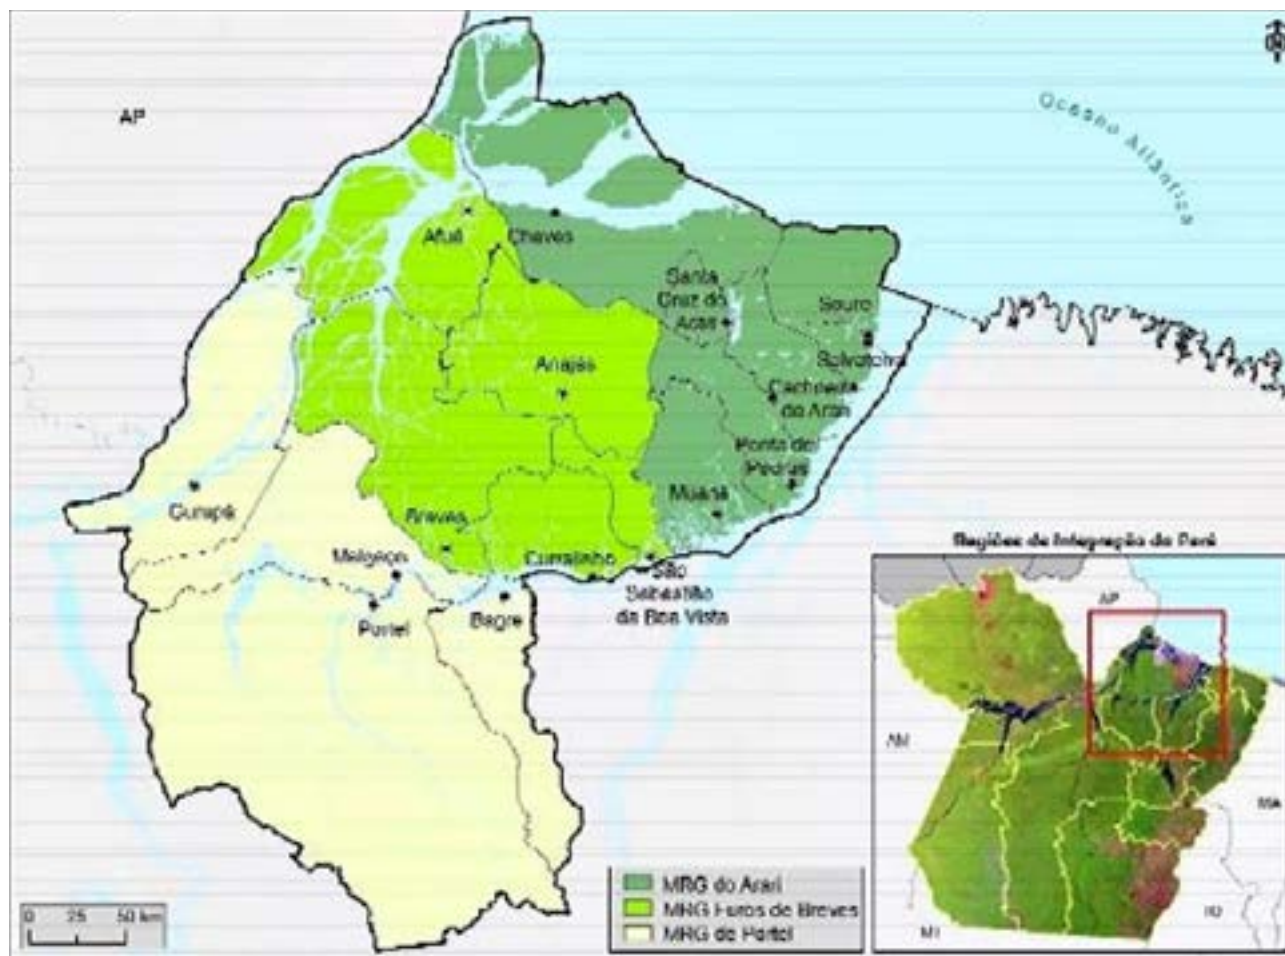 AP
Oceano Atlântico
Afuá
Chaves
Santa
Cruz do
Arari
Soure
Salvaterra
Anajás
Cachoeira
do Arari
Ponta de
Pedras
Muaná
Gurupá
Breves
Melgaço
Curralinho
São
Sebastião
da Boa Vista
Portel
Bagre
Regiões de Integração do Pará
AP
AM
MA
TO
MT
MRG do Arari
MRG Furos de Breves
MRG de Portel
0 25 50 km